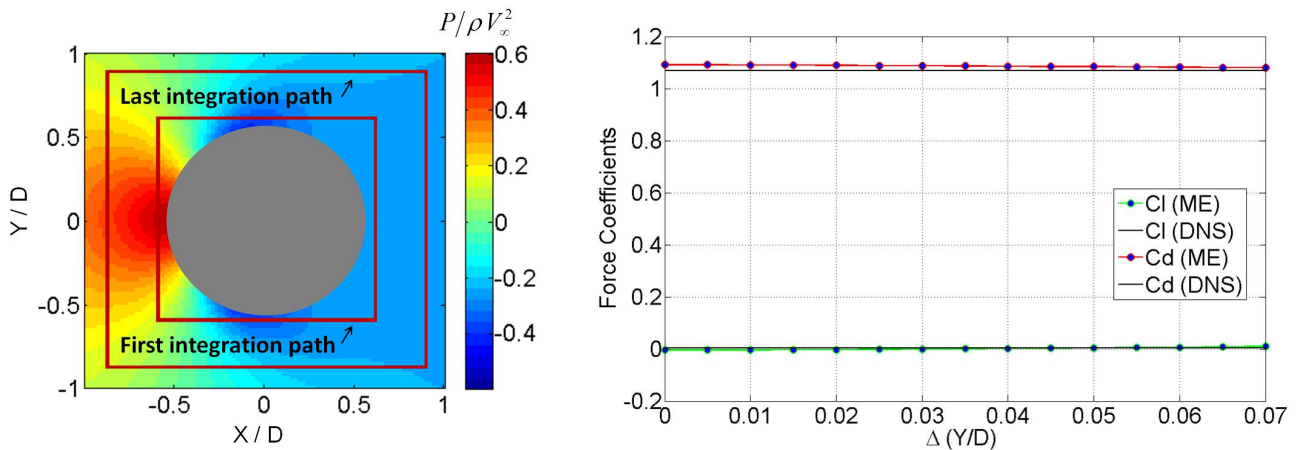 P/ρV∞²
1
0.5
0
-0.5
-1
Y / D
-0.5
0
0.5
1
X / D
Last integration path
First integration path
0.6
0.4
0.2
0
-0.2
-0.4
1.2
1
0.8
0.6
0.4
0.2
0
-0.2
Force Coefficients
0
0.01
0.02
0.03
0.04
0.05
0.06
0.07
Δ (Y/D)
Cl (ME)
Cl (DNS)
Cd (ME)
Cd (DNS)